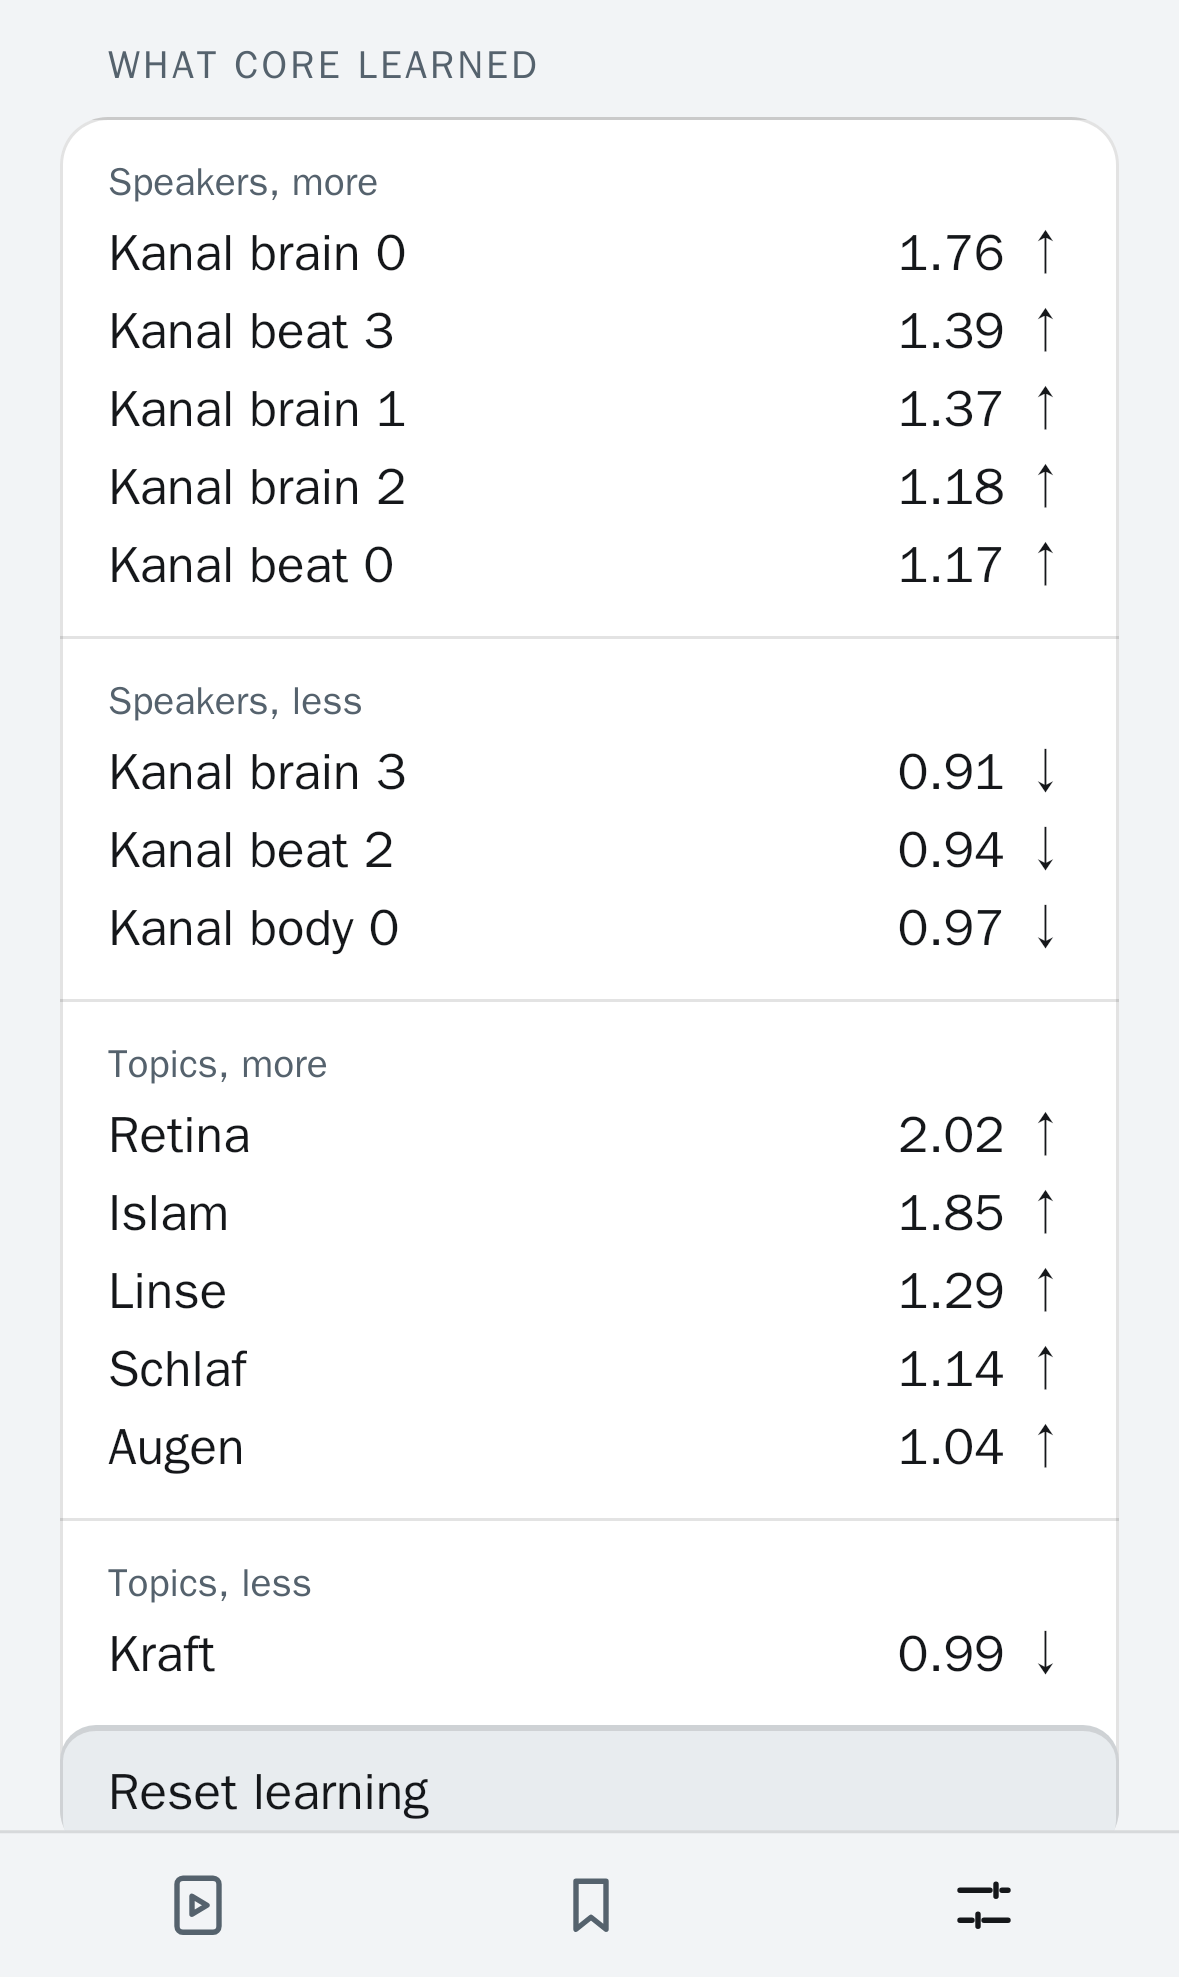 WHAT CORE LEARNED
Speakers, more
Kanal brain 0 1.76 ↑
Kanal beat 3 1.39 ↑
Kanal brain 1 1.37 ↑
Kanal brain 2 1.18 ↑
Kanal beat 0 1.17 ↑
Speakers, less
Kanal brain 3 0.91 ↓
Kanal beat 2 0.94 ↓
Kanal body 0 0.97 ↓
Topics, more
Retina 2.02 ↑
Islam 1.85 ↑
Linse 1.29 ↑
Schlaf 1.14 ↑
Augen 1.04 ↑
Topics, less
Kraft 0.99 ↓
Reset learning